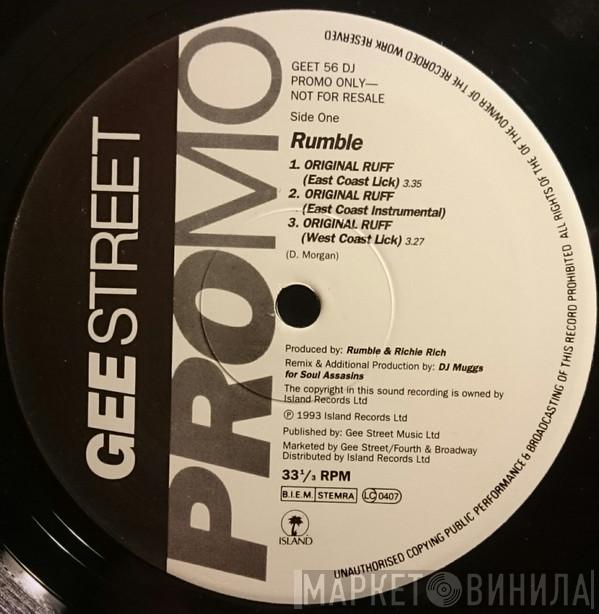 GEE STREET
PROMO
GEET 56 DJ
PROMO ONLY—
NOT FOR RESALE
Side One
Rumble
1. ORIGINAL RUFF
(East Coast Lick) 3.35
2. ORIGINAL RUFF
(East Coast Instrumental)
3. ORIGINAL RUFF
(West Coast Lick) 3.27
(D. Morgan)
Produced by: Rumble & Richie Rich
Remix & Additional Production by: DJ Muggs
for Soul Assasins
The copyright in this sound recording is owned by
Island Records Ltd
℗ 1993 Island Records Ltd
Published by: Gee Street Music Ltd
Marketed by Gee Street/Fourth & Broadway
Distributed by Island Records Ltd
33⅓ RPM
B.I.E.M. STEMRA LC 0407
ISLAND
UNAUTHORISED COPYING PUBLIC PERFORMANCE & BROADCASTING OF THIS RECORD PROHIBITED ALL RIGHTS OF THE OF THE OWNER OF THE RECORDED WORK RESERVED
МАРКЕТ ВИНИЛА